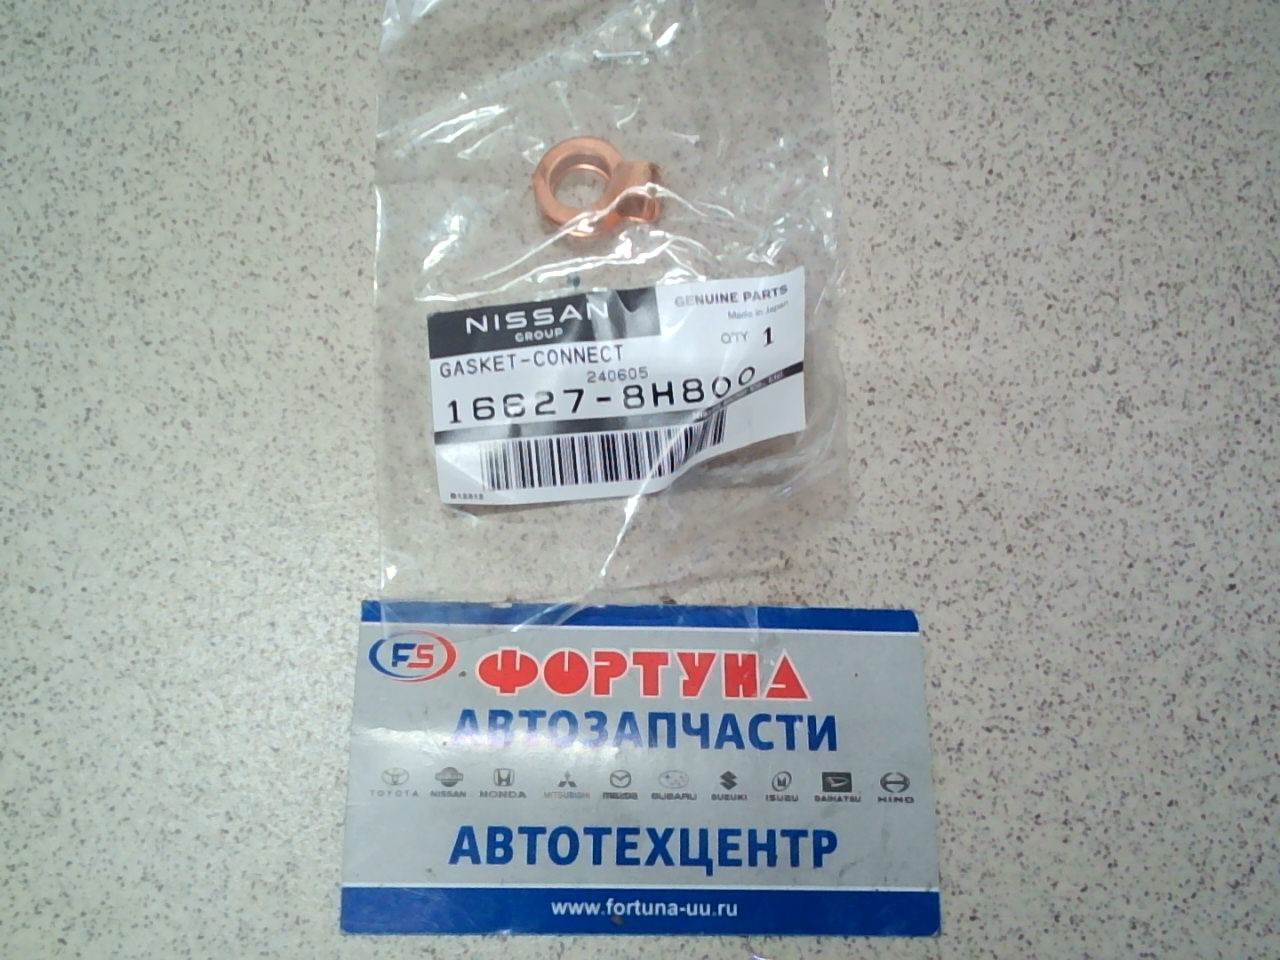 NISSAN
GROUP
GENUINE PARTS
Made in Japan
QTY 1
GASKET-CONNECT
240605
16627-8H800
FS ФОРТУНА
АВТОЗАПЧАСТИ
TOYOTA NISSAN HONDA MITSUBISHI mazda SUBARU SUZUKI ISUZU DAIHATSU HINO
АВТОТЕХЦЕНТР
www.fortuna-uu.ru